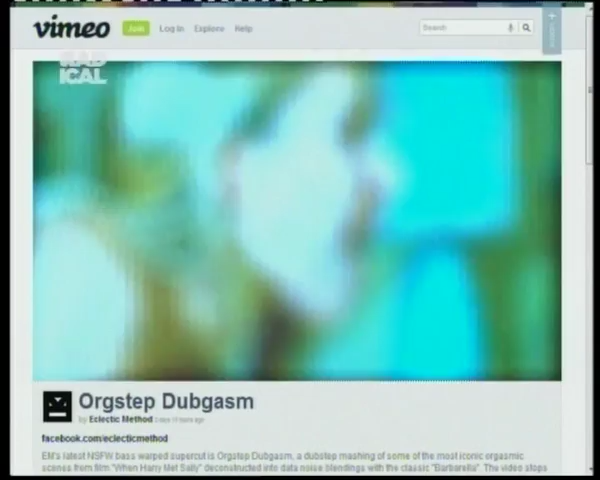 vimeo Join Log In Explore Help Search
RAD
ICAL
Orgstep Dubgasm
by Eclectic Method
facebook.com/eclecticmethod
EM's latest NSFW bass warped supercut is Orgstep Dubgasm, a dubstep mashing of some of the most iconic orgasmic
scenes from film "When Harry Met Sally" deconstructed into data noise blendings with the classic "Barbarella". The video stops